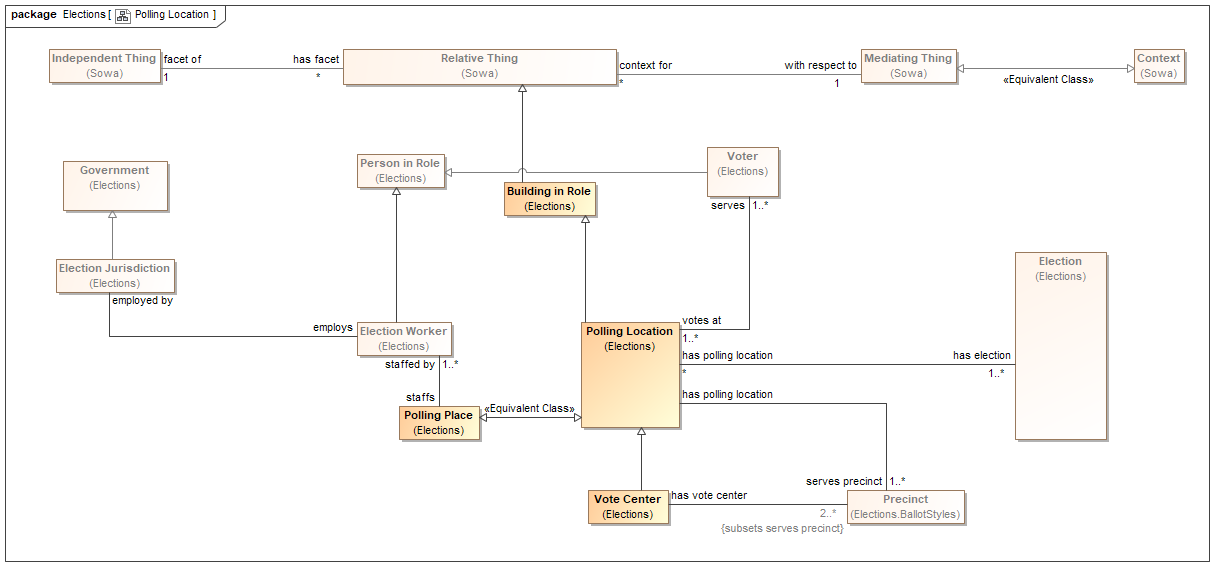 package Elections [ Polling Location ]
Independent Thing
(Sowa)
facet of
1
has facet
*
Relative Thing
(Sowa)
context for
*
with respect to
1
Mediating Thing
(Sowa)
«Equivalent Class»
Context
(Sowa)
Government
(Elections)
Person in Role
(Elections)
Building in Role
(Elections)
Voter
(Elections)
serves 1..*
Election Jurisdiction
(Elections)
employed by
employs
Election Worker
(Elections)
staffed by 1..*
staffs
Polling Place
(Elections)
«Equivalent Class»
Polling Location
(Elections)
votes at
1..*
has polling location
*
has election
1..*
Election
(Elections)
has polling location
serves precinct 1..*
Vote Center
(Elections)
has vote center
2..*
{subsets serves precinct}
Precinct
(Elections.BallotStyles)